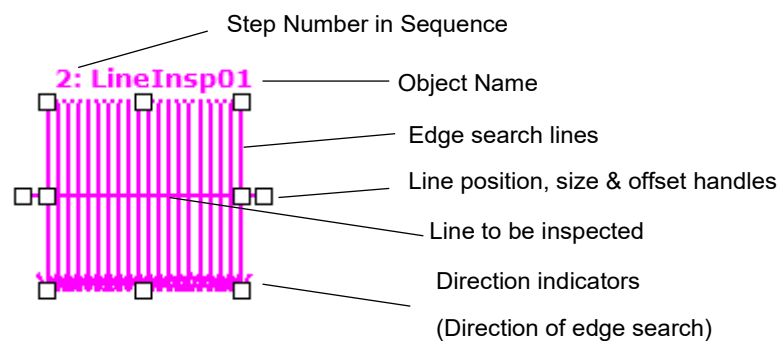 Step Number in Sequence
2: LineInsp01
Object Name
Edge search lines
Line position, size & offset handles
Line to be inspected
Direction indicators
(Direction of edge search)